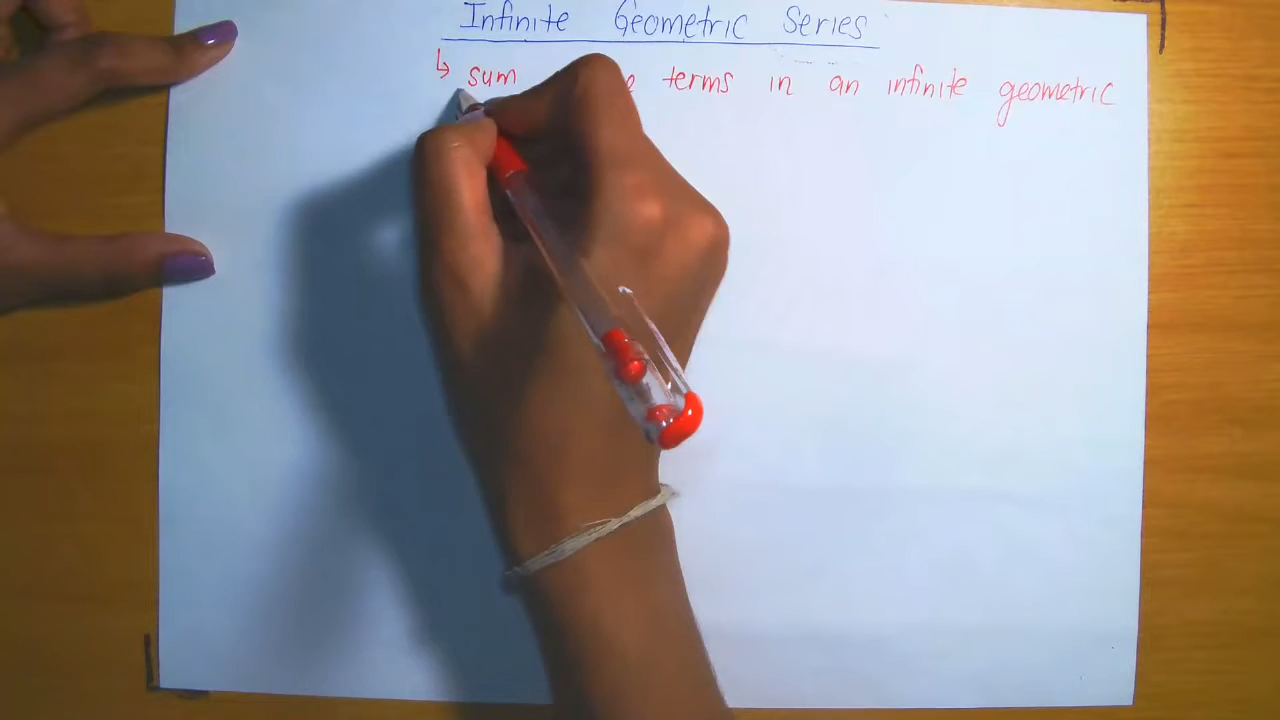 Infinite Geometric Series
↳ sum terms in an infinite geometric